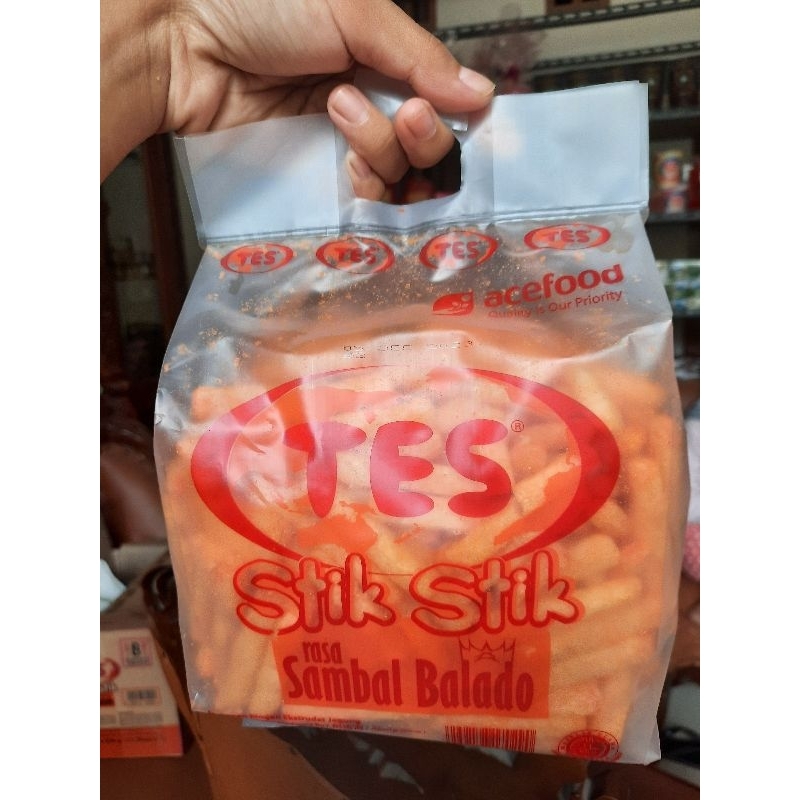 TES TES TES TES
acefood
Quality is Our Priority
TES®
Stik Stik
rasa
Sambal Balado